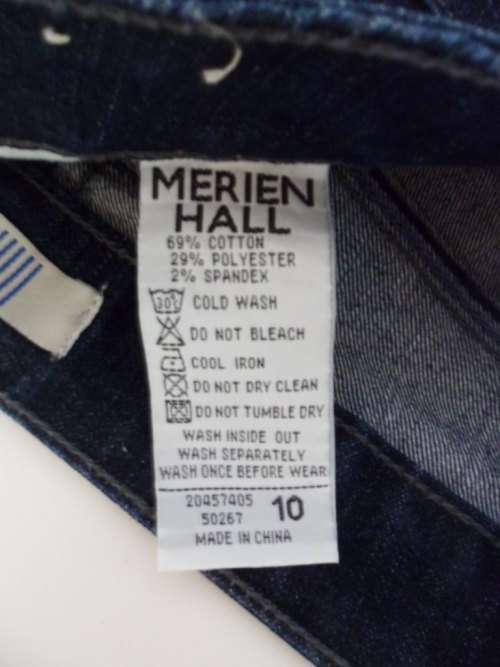 MERIEN
HALL
69% COTTON
29% POLYESTER
2% SPANDEX
30° COLD WASH
DO NOT BLEACH
COOL IRON
DO NOT DRY CLEAN
DO NOT TUMBLE DRY
WASH INSIDE OUT
WASH SEPARATELY
WASH ONCE BEFORE WEAR
20457405
50267 10
MADE IN CHINA